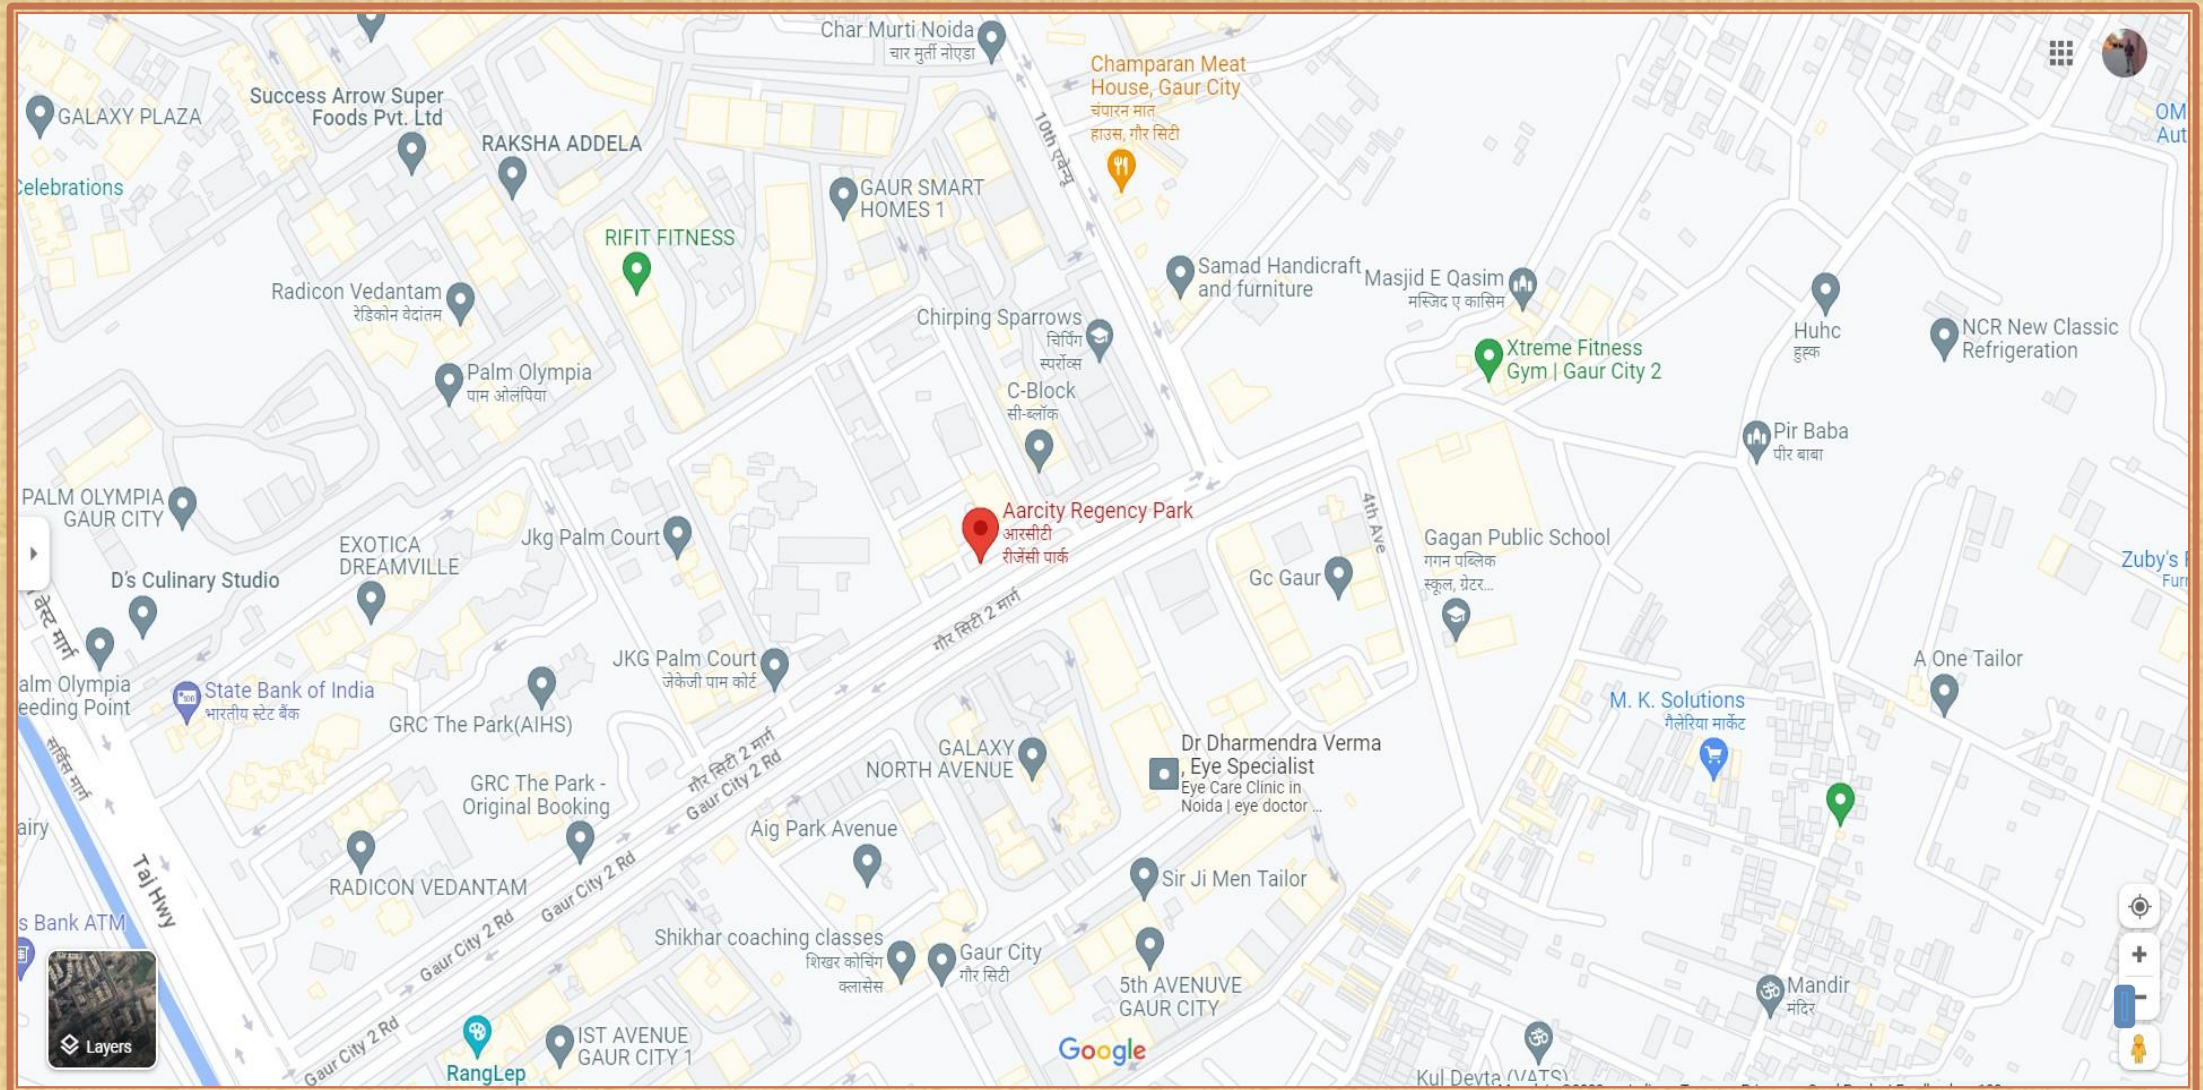 Char Murti Noida
चार मुर्ती नोएडा
Champaran Meat
House, Gaur City
चंपारन मात
हाउस, गौर सिटी
GALAXY PLAZA
Success Arrow Super
Foods Pvt. Ltd
RAKSHA ADDELA
10th एवेन्यू
OM
Aut
elebrations
GAUR SMART
HOMES 1
RIFIT FITNESS
Radicon Vedantam
रेडिकोन वेदांतम
Samad Handicraft
and furniture
Masjid E Qasim
मस्जिद ए कासिम
Chirping Sparrows
चिर्पिंग
स्पर्रोव्स
Huhc
हुह्क
NCR New Classic
Refrigeration
Xtreme Fitness
Gym | Gaur City 2
Palm Olympia
पाम ओलंपिया
C-Block
सी-ब्लॉक
Pir Baba
पीर बाबा
PALM OLYMPIA
GAUR CITY
Aarcity Regency Park
आरसीटी
रीजेंसी पार्क
4th Ave
Jkg Palm Court
EXOTICA
DREAMVILLE
Gagan Public School
गगन पब्लिक
स्कूल, ग्रेटर...
Gc Gaur
Zuby's
Furr
D's Culinary Studio
वेस्ट मार्ग
गौर सिटी 2 मार्ग
JKG Palm Court
जेकेजी पाम कोर्ट
A One Tailor
alm Olympia
eeding Point
State Bank of India
भारतीय स्टेट बैंक
GRC The Park(AIHS)
M. K. Solutions
गैलेरिया मार्केट
सर्विस मार्ग
गौर सिटी 2 मार्ग
Gaur City 2 Rd
GALAXY
NORTH AVENUE
Dr Dharmendra Verma
, Eye Specialist
Eye Care Clinic in
Noida | eye doctor ...
GRC The Park -
Original Booking
airy
Aig Park Avenue
Taj Hwy
RADICON VEDANTAM
Gaur City 2 Rd
Sir Ji Men Tailor
s Bank ATM
Gaur City 2 Rd
Shikhar coaching classes
शिखर कोचिंग
क्लासेस
Gaur City
गौर सिटी
5th AVENUVE
GAUR CITY
Mandir
मंदिर
Layers
Gaur City 2 Rd
RangLep
IST AVENUE
GAUR CITY 1
Google
Kul Devta (VATS)